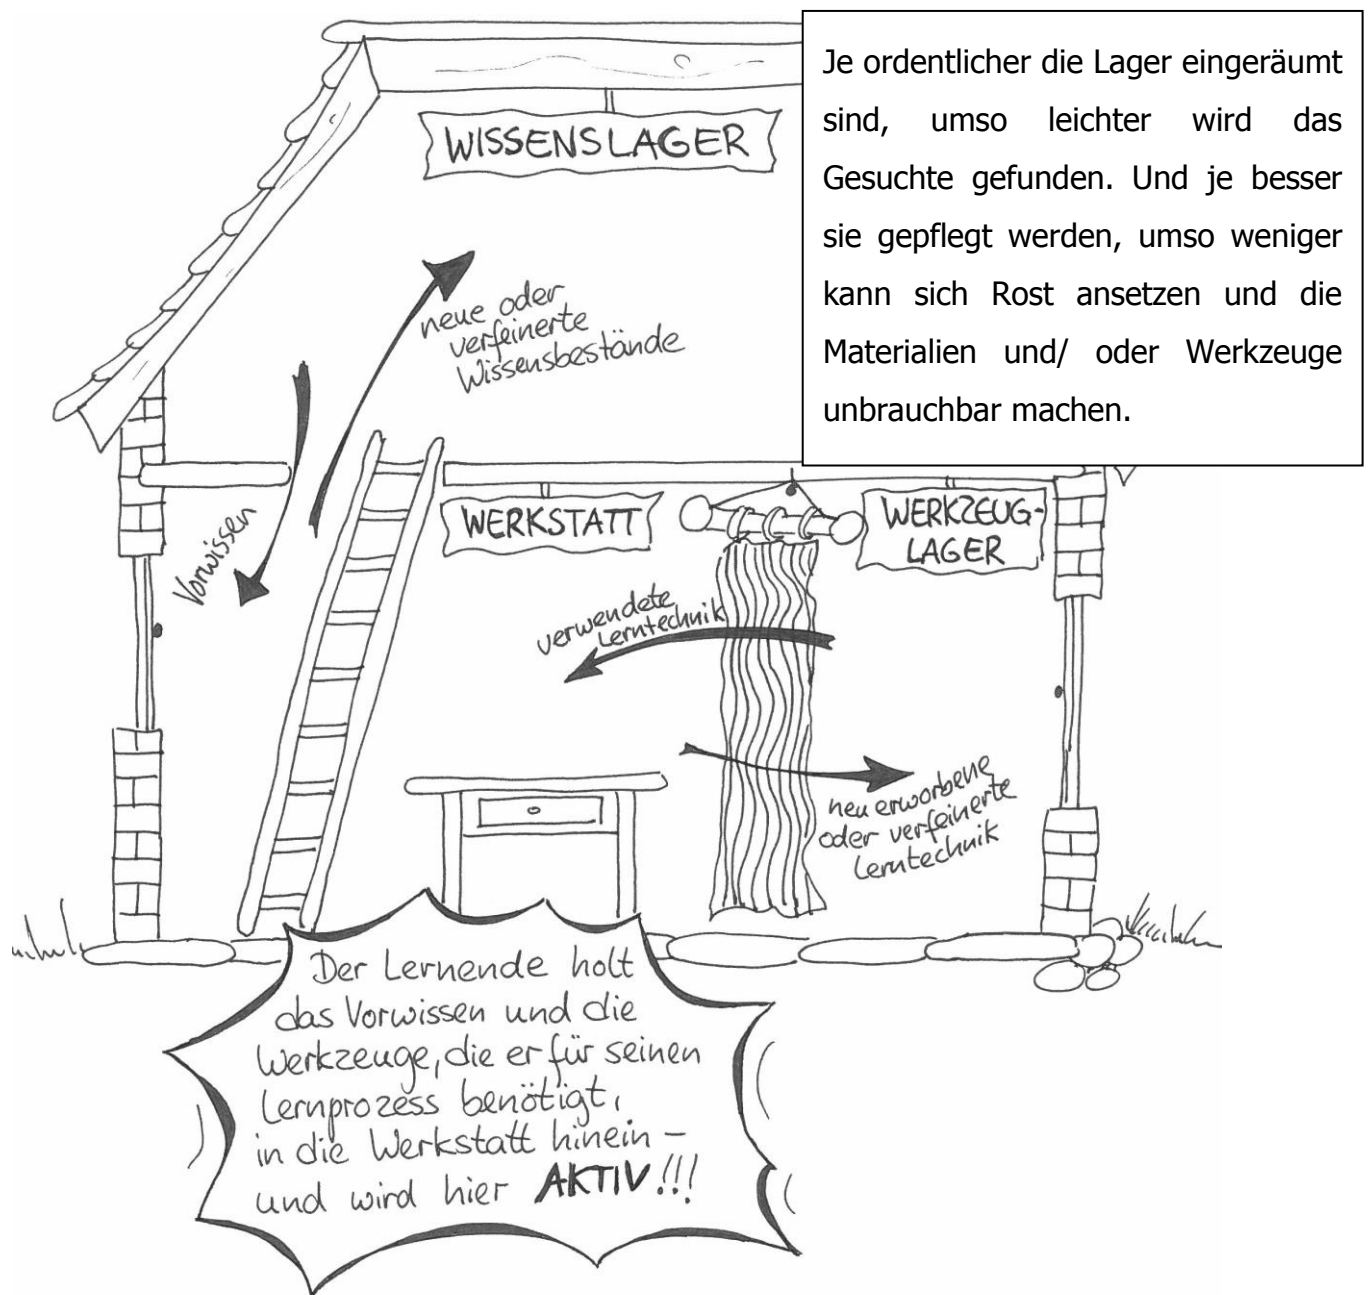 Je ordentlicher die Lager eingeräumt
sind, umso leichter wird das
Gesuchte gefunden. Und je besser
sie gepflegt werden, umso weniger
kann sich Rost ansetzen und die
Materialien und/ oder Werkzeuge
unbrauchbar machen.
WISSENSLAGER
neue oder
verfeinerte
Wissensbestände
Vorwissen
WERKSTATT
WERKZEUG-
LAGER
verwendete
Lerntechnik
neu erworbene
oder verfeinerte
Lerntechnik
Der Lernende holt
das Vorwissen und die
Werkzeuge, die er für seinen
Lernprozess benötigt,
in die Werkstatt hinein –
und wird hier AKTIV!!!